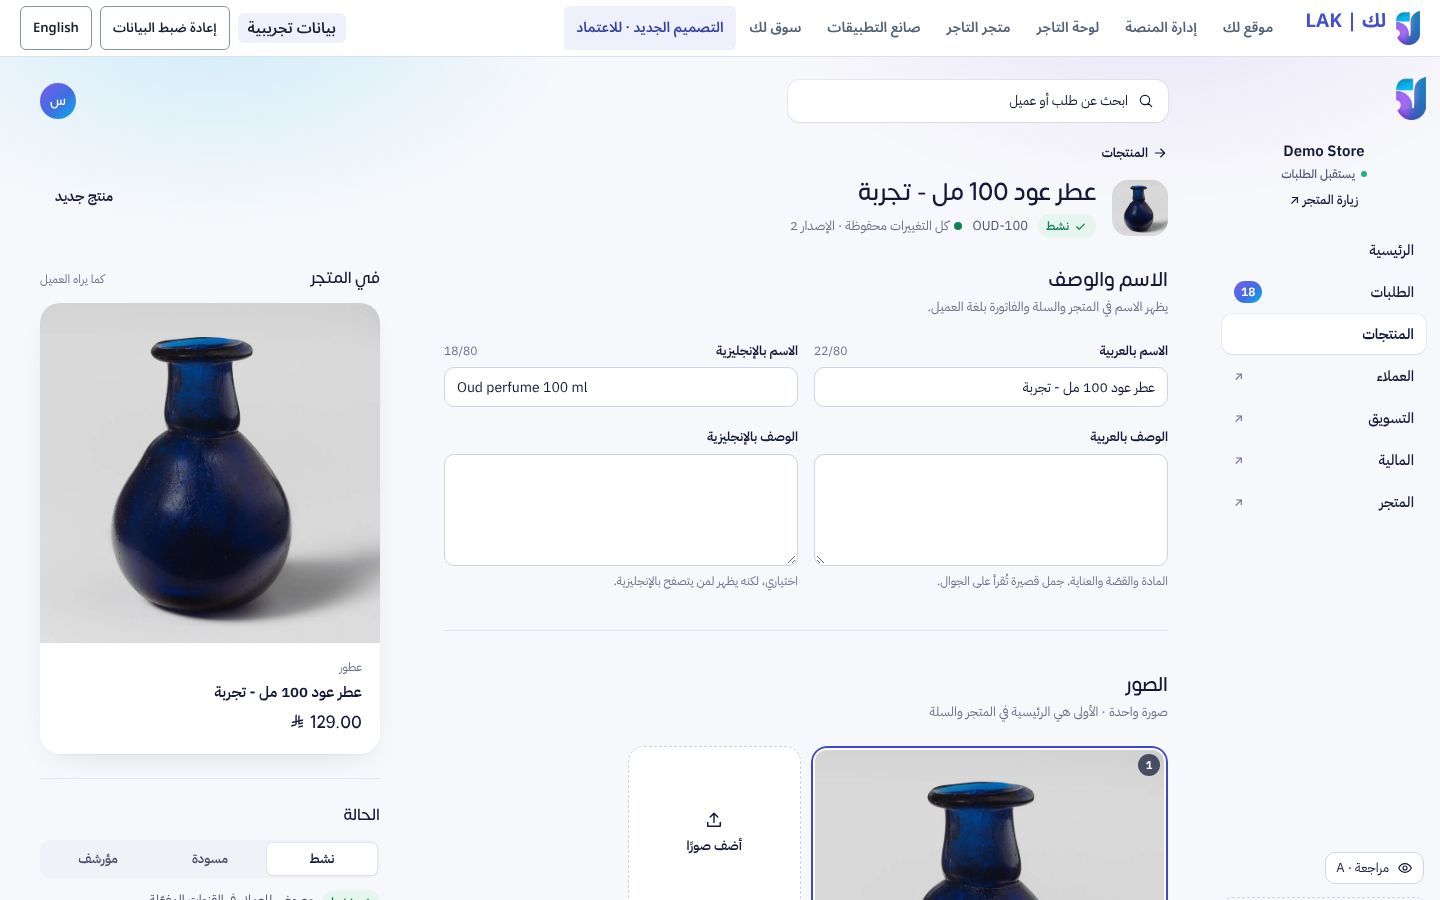 لك | LAK
موقع لك
إدارة المنصة
لوحة التاجر
متجر التاجر
صانع التطبيقات
سوق لك
التصميم الجديد · للاعتماد
بيانات تجريبية
إعادة ضبط البيانات
English
ابحث عن طلب أو عميل
س
Demo Store
يستقبل الطلبات
زيارة المتجر
الرئيسية
الطلبات
18
المنتجات
العملاء
التسويق
المالية
المتجر
مراجعة · A
المنتجات
عطر عود 100 مل - تجربة
نشط
OUD-100
كل التغييرات محفوظة · الإصدار 2
منتج جديد
الاسم والوصف
يظهر الاسم في المتجر والسلة والفاتورة بلغة العميل.
الاسم بالعربية
22/80
الاسم بالإنجليزية
18/80
عطر عود 100 مل - تجربة
Oud perfume 100 ml
الوصف بالعربية
الوصف بالإنجليزية
المادة والقصّة والعناية. جمل قصيرة تُقرأ على الجوال.
اختياري، لكنه يظهر لمن يتصفح بالإنجليزية.
الصور
صورة واحدة · الأولى هي الرئيسية في المتجر والسلة
1
أضف صورًا
في المتجر
كما يراه العميل
عطور
عطر عود 100 مل - تجربة
129.00
الحالة
نشط
مسودة
مؤرشف